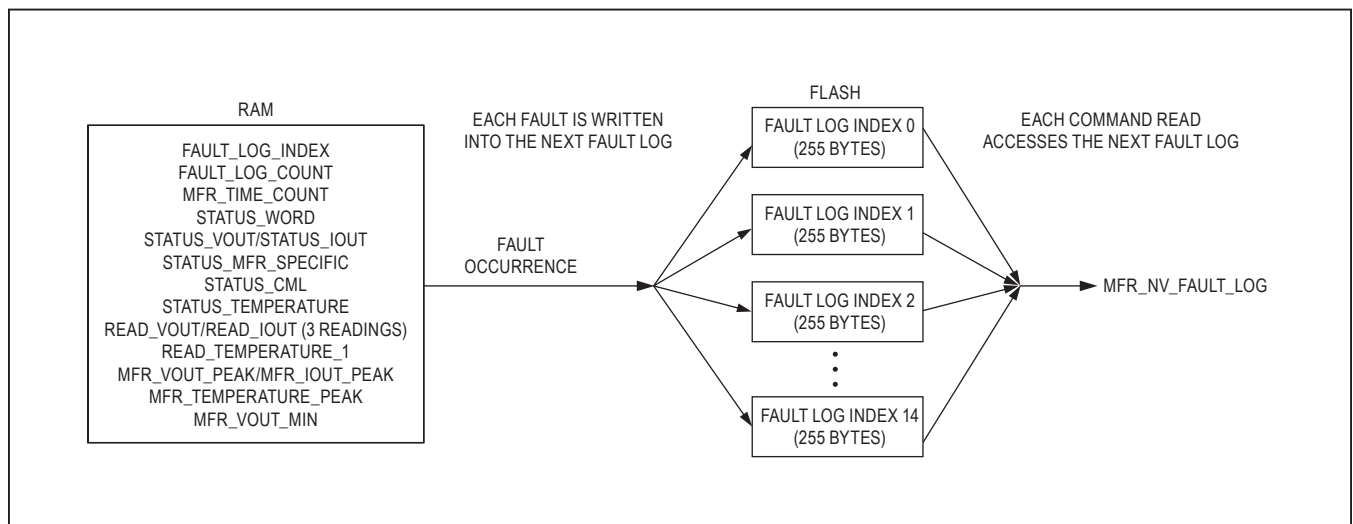 RAM
FAULT_LOG_INDEX
FAULT_LOG_COUNT
MFR_TIME_COUNT
STATUS_WORD
STATUS_VOUT/STATUS_IOUT
STATUS_MFR_SPECIFIC
STATUS_CML
STATUS_TEMPERATURE
READ_VOUT/READ_IOUT (3 READINGS)
READ_TEMPERATURE_1
MFR_VOUT_PEAK/MFR_IOUT_PEAK
MFR_TEMPERATURE_PEAK
MFR_VOUT_MIN
EACH FAULT IS WRITTEN
INTO THE NEXT FAULT LOG
FAULT
OCCURRENCE
FLASH
FAULT LOG INDEX 0
(255 BYTES)
FAULT LOG INDEX 1
(255 BYTES)
FAULT LOG INDEX 2
(255 BYTES)
FAULT LOG INDEX 14
(255 BYTES)
EACH COMMAND READ
ACCESSES THE NEXT FAULT LOG
MFR_NV_FAULT_LOG